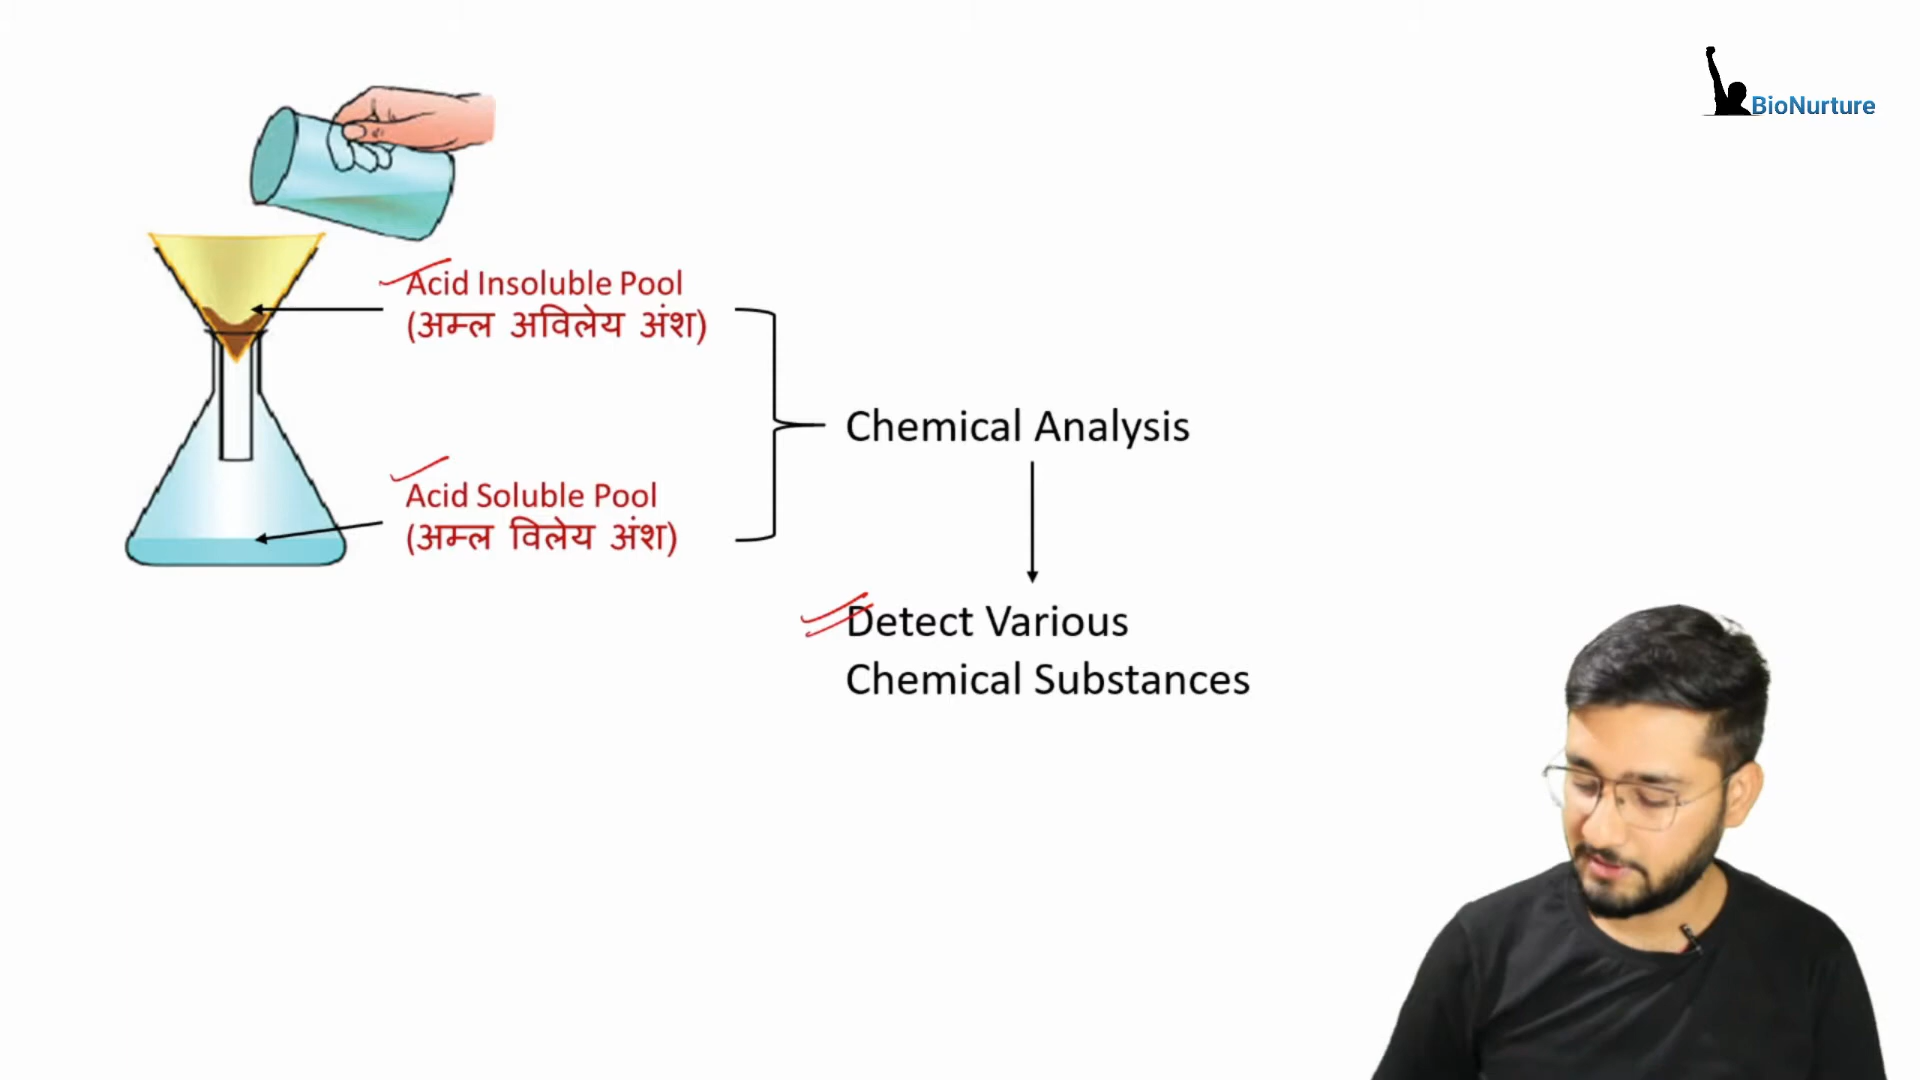 BioNurture
Acid Insoluble Pool
(अम्ल अविलेय अंश)
Chemical Analysis
Acid Soluble Pool
(अम्ल विलेय अंश)
Detect Various
Chemical Substances